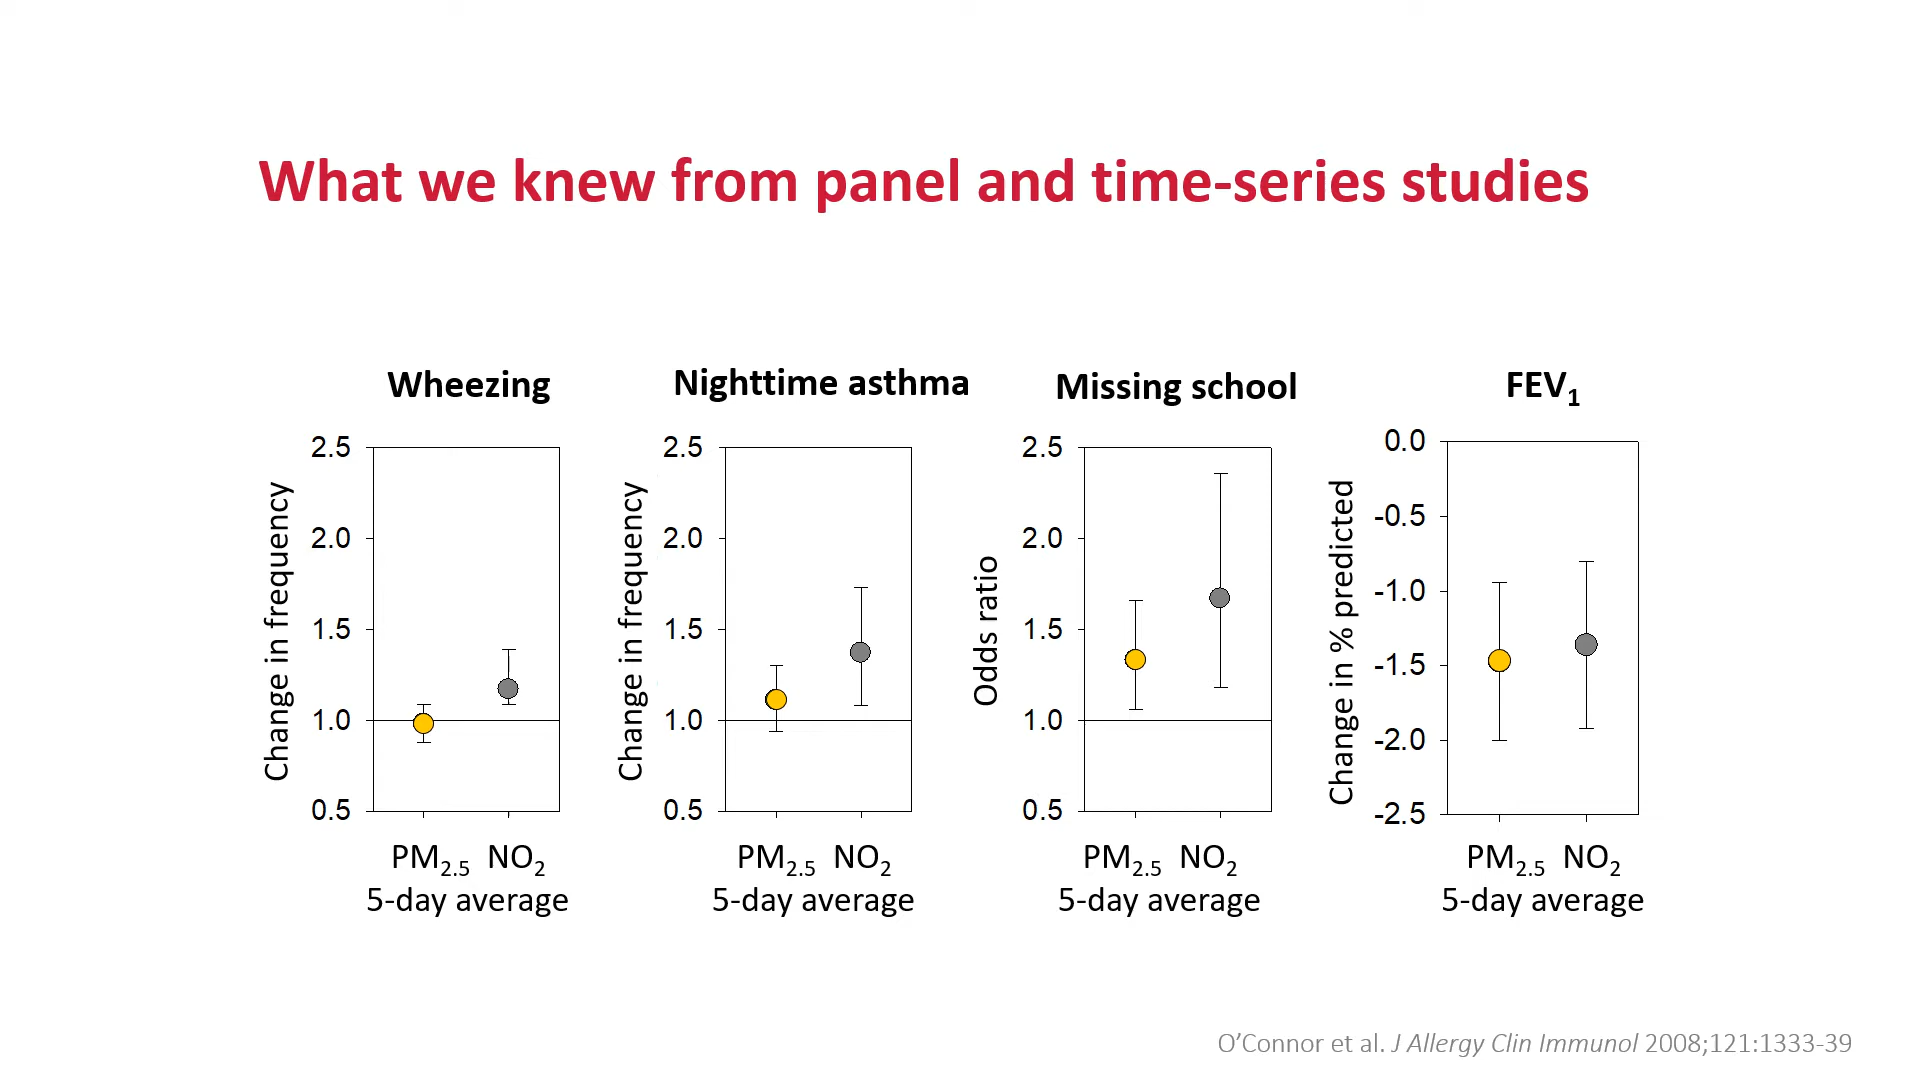 What we knew from panel and time-series studies
Wheezing
Change in frequency
2.5
2.0
1.5
1.0
0.5
PM2.5 NO2
5-day average
Nighttime asthma
Change in frequency
2.5
2.0
1.5
1.0
0.5
PM2.5 NO2
5-day average
Missing school
Odds ratio
2.5
2.0
1.5
1.0
0.5
PM2.5 NO2
5-day average
FEV1
Change in % predicted
0.0
-0.5
-1.0
-1.5
-2.0
-2.5
PM2.5 NO2
5-day average
O’Connor et al. J Allergy Clin Immunol 2008;121:1333-39